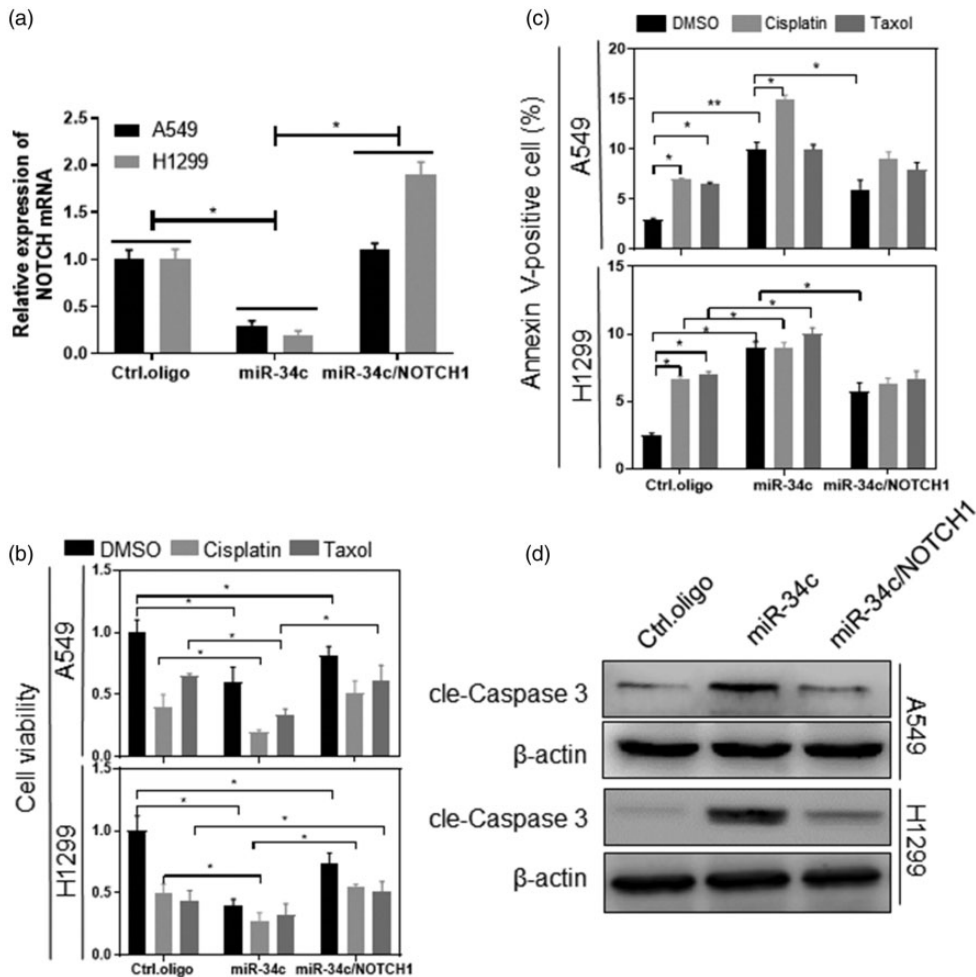 (a)
Relative expression of
NOTCH mRNA
2.5
2.0
1.5
1.0
0.5
0.0
A549
H1299
*
*
Ctrl.oligo miR-34c miR-34c/NOTCH1
(b)
DMSO Cisplatin Taxol
Cell viability
A549
1.5
1.0
0.5
0.0
*
*
*
*
*
H1299
1.5
1.0
0.5
0.0
*
*
*
*
*
Ctrl.oligo miR-34c miR-34c/NOTCH1
(c)
DMSO Cisplatin Taxol
Annexin V-positive cell (%)
A549
20
15
10
5
0
*
*
**
*
*
H1299
15
10
5
0
*
*
*
*
*
*
Ctrl.oligo miR-34c miR-34c/NOTCH1
(d)
Ctrl.oligo miR-34c miR-34c/NOTCH1
cle-Caspase 3
β-actin
A549
cle-Caspase 3
β-actin
H1299